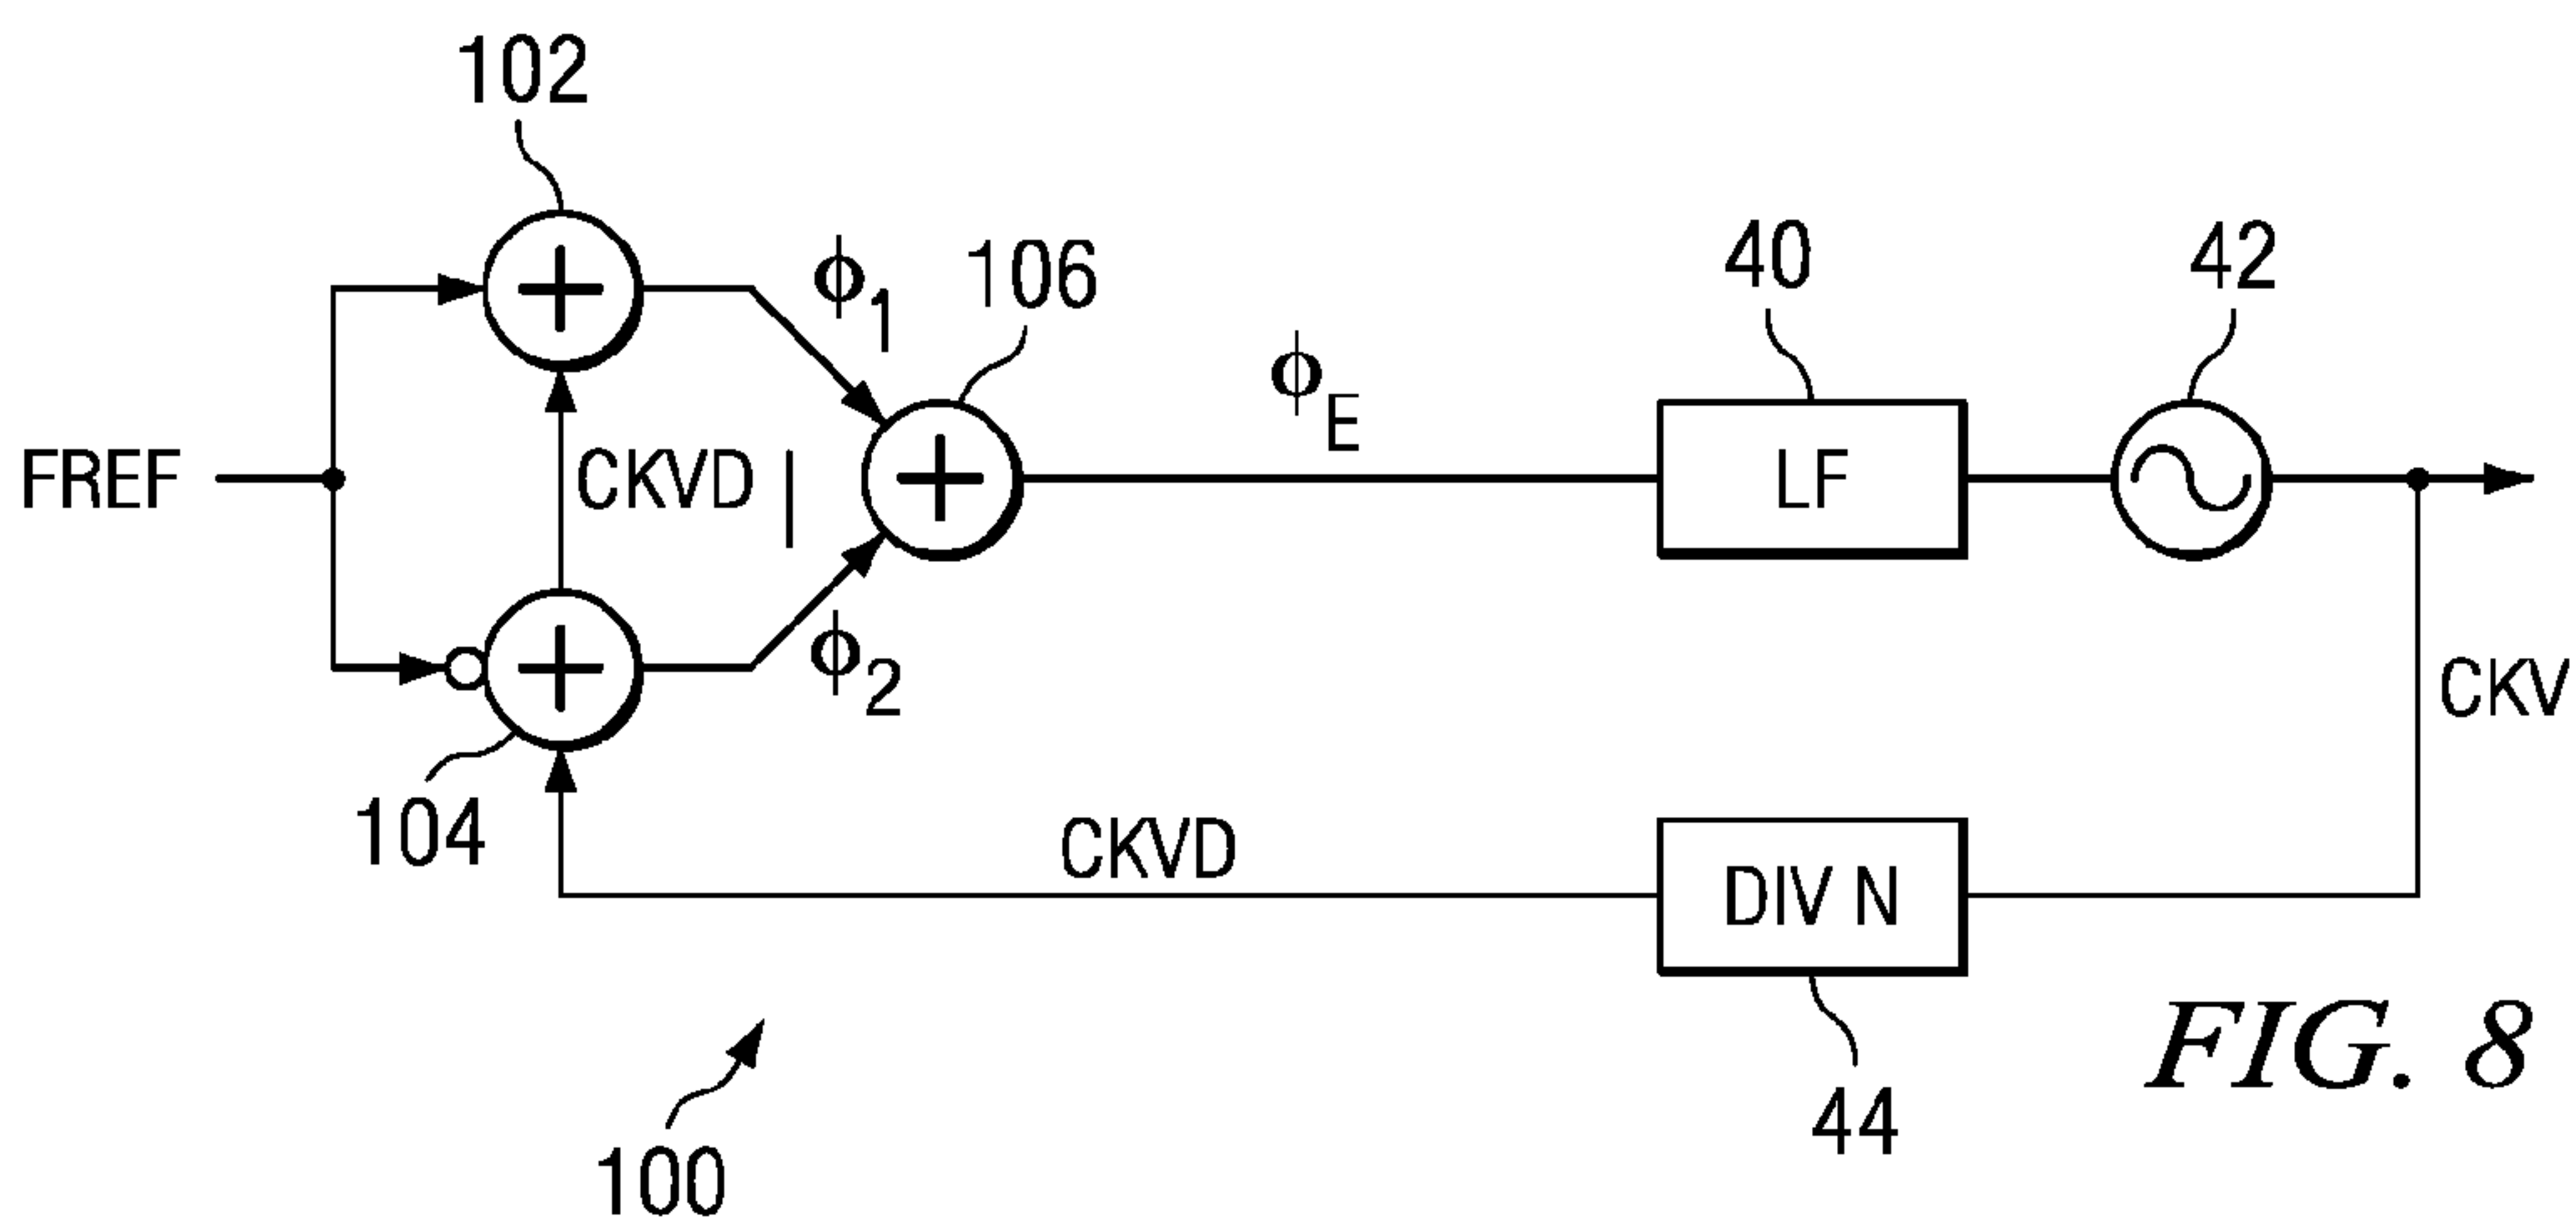 102
ϕ1
106
40
42
ϕE
FREF
CKVD |
LF
ϕ2
CKV
104
CKVD
DIV N
44
100
FIG. 8